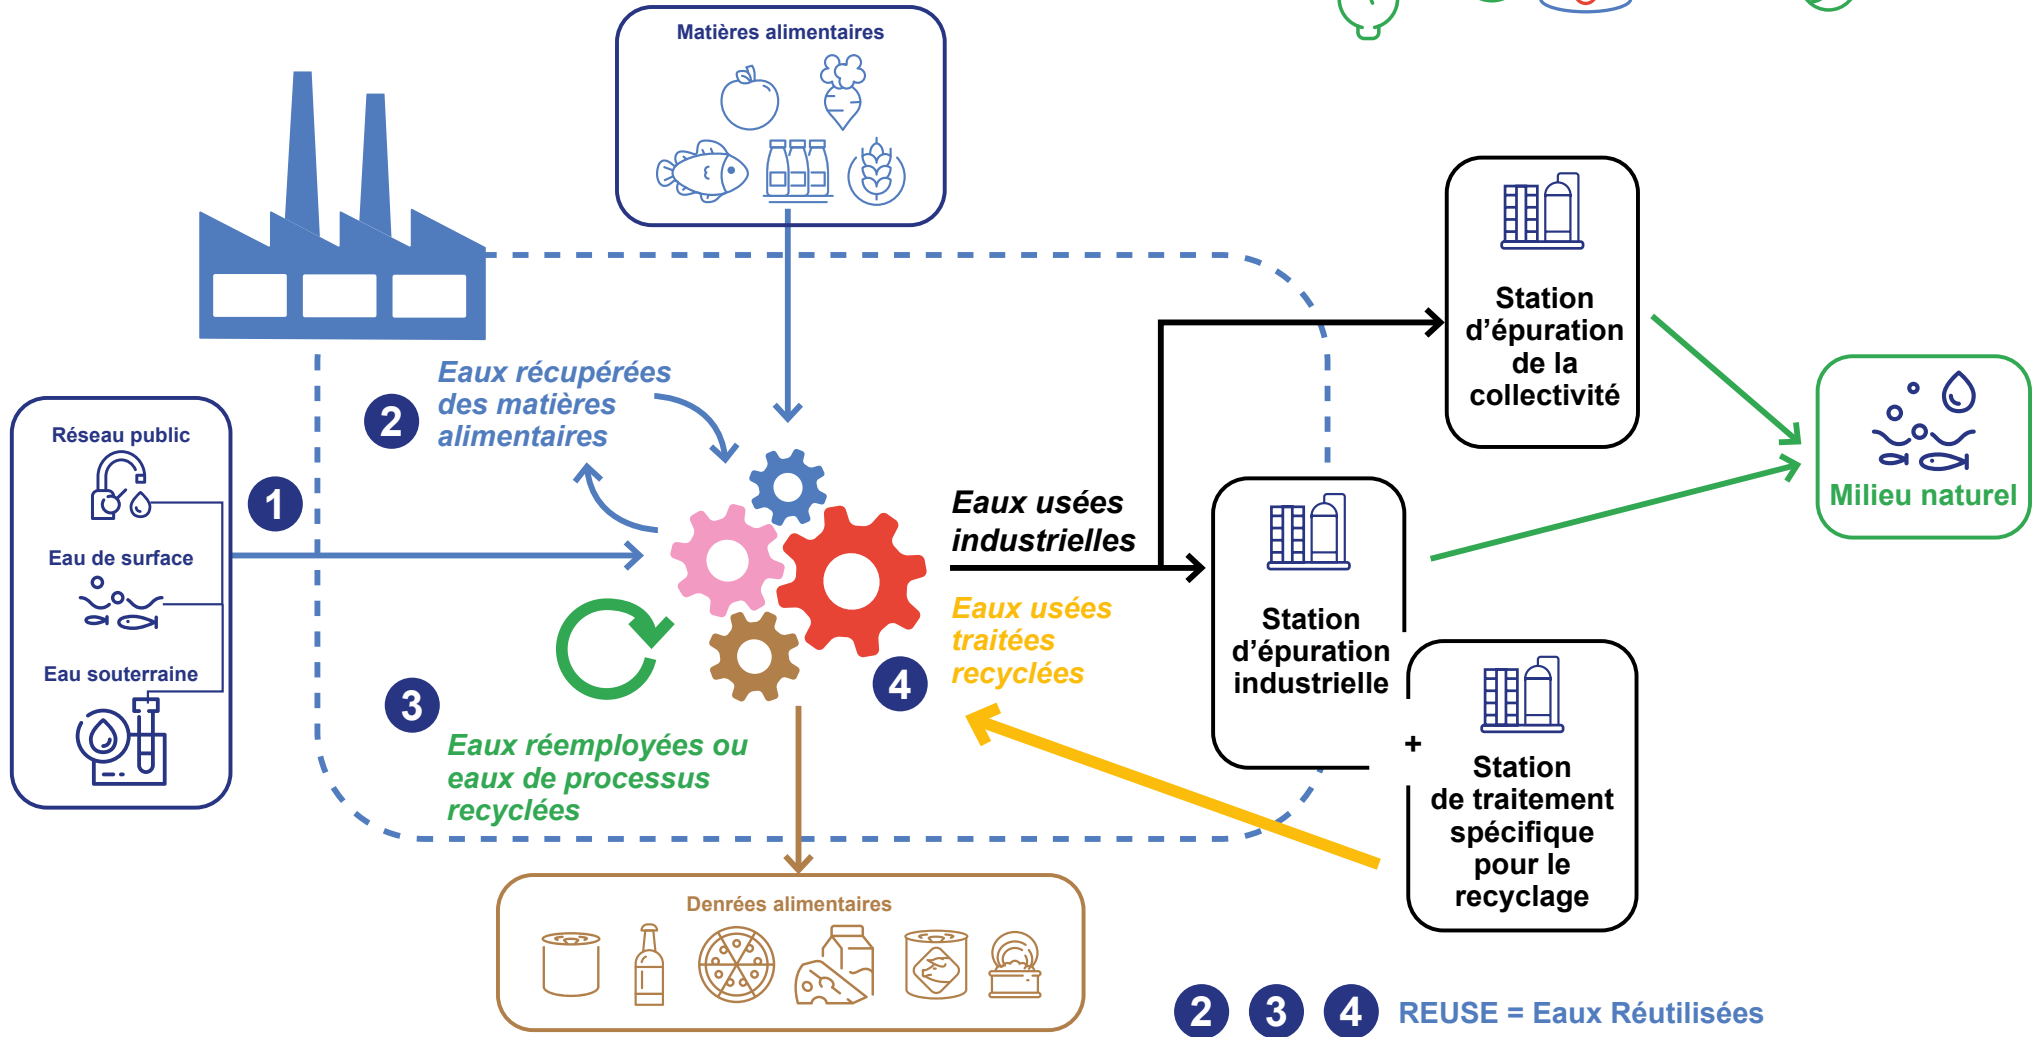 Matières alimentaires
Réseau public
Eau de surface
Eau souterraine
1
2
Eaux récupérées
des matières
alimentaires
3
Eaux réemployées ou
eaux de processus
recyclées
4
Eaux usées
industrielles
Eaux usées
traitées
recyclées
Station
d’épuration
de la
collectivité
Station
d’épuration
industrielle
+
Station
de traitement
spécifique
pour le
recyclage
Milieu naturel
Denrées alimentaires
2 3 4 REUSE = Eaux Réutilisées